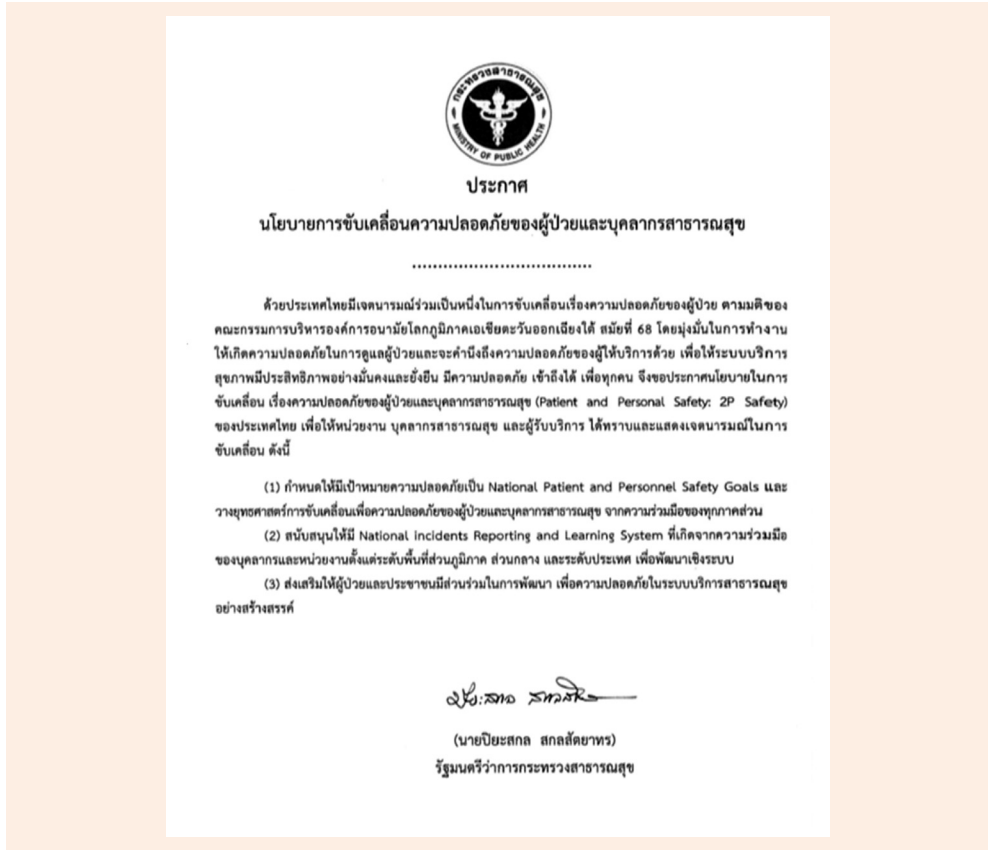 กระทรวงสาธารณสุข
MINISTRY OF PUBLIC HEALTH
ประกาศ
นโยบายการขับเคลื่อนความปลอดภัยของผู้ป่วยและบุคลากรสาธารณสุข
...................................
ด้วยประเทศไทยมีเจตนารมณ์ร่วมเป็นหนึ่งในการขับเคลื่อนเรื่องความปลอดภัยของผู้ป่วย ตามมติของ
คณะกรรมการบริหารองค์การอนามัยโลกภูมิภาคเอเชียตะวันออกเฉียงใต้ สมัยที่ 68 โดยมุ่งมั่นในการทำงาน
ให้เกิดความปลอดภัยในการดูแลผู้ป่วยและจะคำนึงถึงความปลอดภัยของผู้ให้บริการด้วย เพื่อให้ระบบบริการ
สุขภาพมีประสิทธิภาพอย่างมั่นคงและยั่งยืน มีความปลอดภัย เข้าถึงได้ เพื่อทุกคน จึงขอประกาศนโยบายในการ
ขับเคลื่อน เรื่องความปลอดภัยของผู้ป่วยและบุคลากรสาธารณสุข (Patient and Personal Safety: 2P Safety)
ของประเทศไทย เพื่อให้หน่วยงาน บุคลากรสาธารณสุข และผู้รับบริการ ได้ทราบและแสดงเจตนารมณ์ในการ
ขับเคลื่อน ดังนี้
(1) กำหนดให้มีเป้าหมายความปลอดภัยเป็น National Patient and Personnel Safety Goals และ
วางยุทธศาสตร์การขับเคลื่อนเพื่อความปลอดภัยของผู้ป่วยและบุคลากรสาธารณสุข จากความร่วมมือของทุกภาคส่วน
(2) สนับสนุนให้มี National incidents Reporting and Learning System ที่เกิดจากความร่วมมือ
ของบุคลากรและหน่วยงานตั้งแต่ระดับพื้นที่ส่วนภูมิภาค ส่วนกลาง และระดับประเทศ เพื่อพัฒนาเชิงระบบ
(3) ส่งเสริมให้ผู้ป่วยและประชาชนมีส่วนร่วมในการพัฒนา เพื่อความปลอดภัยในระบบบริการสาธารณสุข
อย่างสร้างสรรค์
(นายปิยะสกล สกลสัตยาทร)
รัฐมนตรีว่าการกระทรวงสาธารณสุข